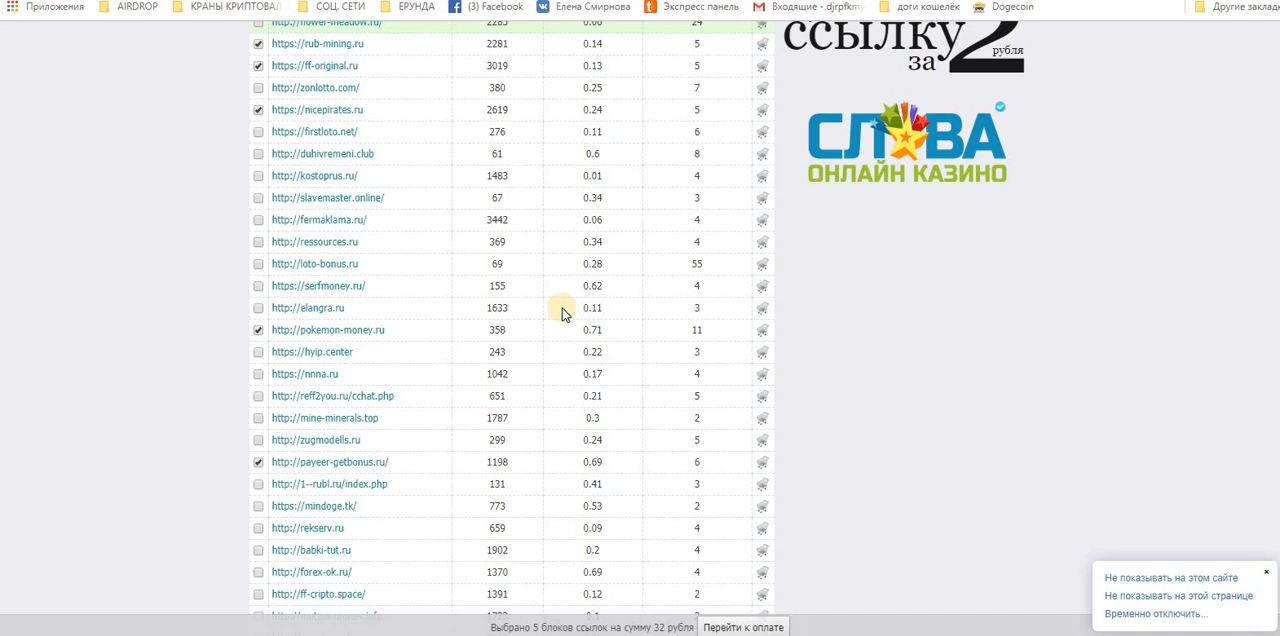 Приложения AIRDROP КРАНЫ КРИПТОВАЛ СОЦ. СЕТИ ЕРУНДА (3) Facebook Елена Смирнова Экспресс панель Входящие - djrpfkmy доги кошелёк Dogecoin Другие заклад
http://flower-meadow.ru/ 2285 0.06 24
https://rub-mining.ru 2281 0.14 5
https://ff-original.ru 3019 0.13 5
http://zonlotto.com/ 380 0.25 7
https://nicepirates.ru 2619 0.24 5
https://firstloto.net/ 276 0.11 6
http://duhivremeni.club 61 0.6 8
http://kostoprus.ru/ 1483 0.01 4
http://slavemaster.online/ 67 0.34 3
http://fermaklama.ru/ 3442 0.06 4
http://ressources.ru 369 0.34 4
http://loto-bonus.ru 69 0.28 55
https://serfmoney.ru/ 155 0.62 4
http://elangra.ru 1633 0.11 3
http://pokemon-money.ru 358 0.71 11
https://hyip.center 243 0.22 3
https://nnna.ru 1042 0.17 4
http://reff2you.ru/cchat.php 651 0.21 5
http://mine-minerals.top 1787 0.3 2
http://zugmodells.ru 299 0.24 5
http://payeer-getbonus.ru/ 1198 0.69 6
http://1--rubl.ru/index.php 131 0.41 3
https://mindoge.tk/ 773 0.53 2
http://rekserv.ru 659 0.09 4
http://babki-tut.ru 1902 0.2 4
http://forex-ok.ru/ 1370 0.69 4
http://ff-cripto.space/ 1391 0.12 2
Выбрано 5 блоков ссылок на сумму 32 рубля Перейти к оплате
ссылку
за 2 рубля
СЛОВА
ОНЛАЙН КАЗИНО
Не показывать на этом сайте
Не показывать на этой странице
Временно отключить...